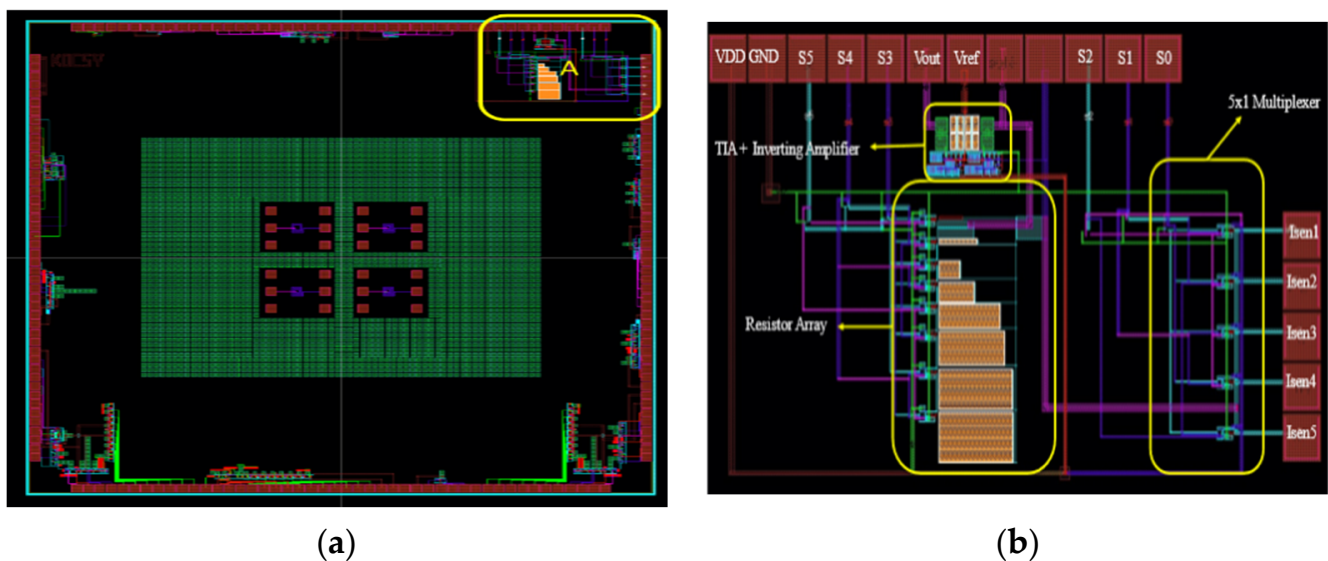 A
(a)
VDD GND S5 S4 S3 Vout Vref S2 S1 S0
5x1 Multiplexer
TIA + Inverting Amplifier
Isen1
Isen2
Resistor Array
Isen3
Isen4
Isen5
(b)